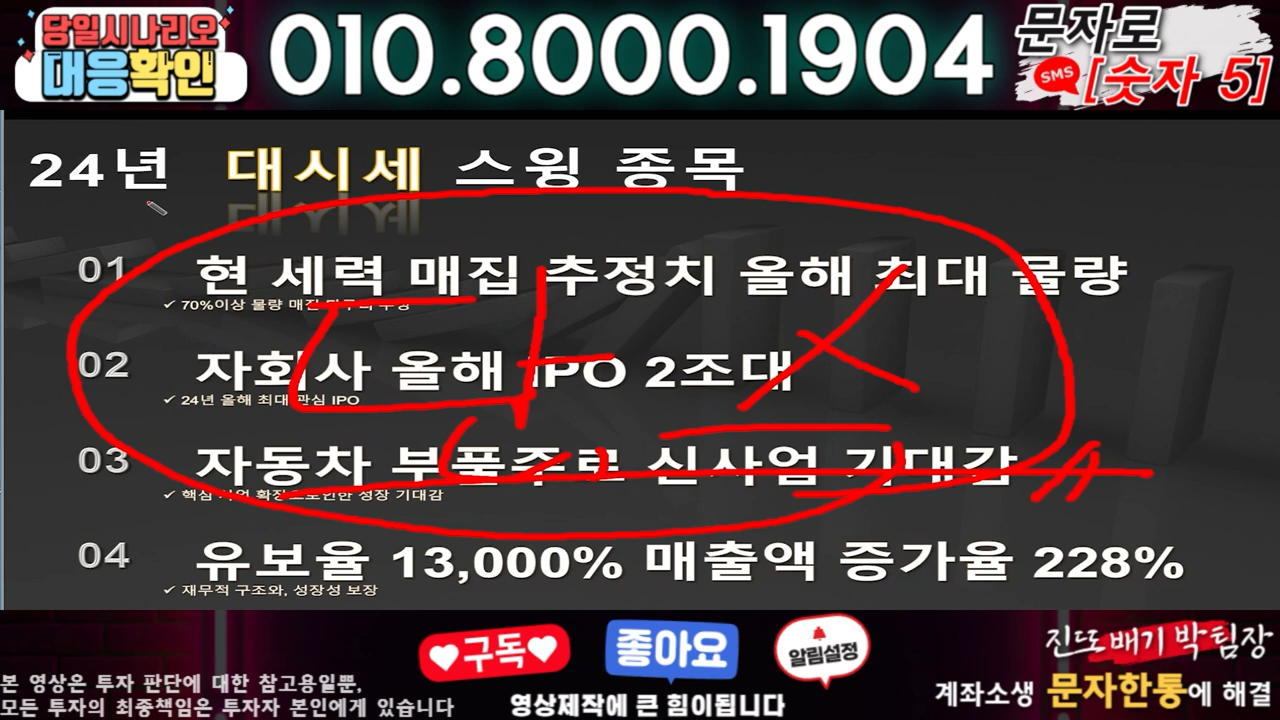 당일시나리오
대응확인
010.8000.1904
문자로
SMS [숫자 5]
24년 대시세 스윙 종목
01 현 세력 매집 추정치 올해 최대 물량
✓ 70%이상 물량 매집
02 자회사 올해 IPO 2조대
✓ 24년 올해 최대 관심 IPO
03 자동차 부품주로 신사업 기대감
✓ 핵심 사업 확장으로인한 성장 기대감
04 유보율 13,000% 매출액 증가율 228%
✓ 재무적 구조와, 성장성 보장
구독
좋아요
알림설정
진또배기 박팀장
본 영상은 투자 판단에 대한 참고용일뿐,
모든 투자의 최종책임은 투자자 본인에게 있습니다
영상제작에 큰 힘이됩니다
계좌소생 문자한통에 해결